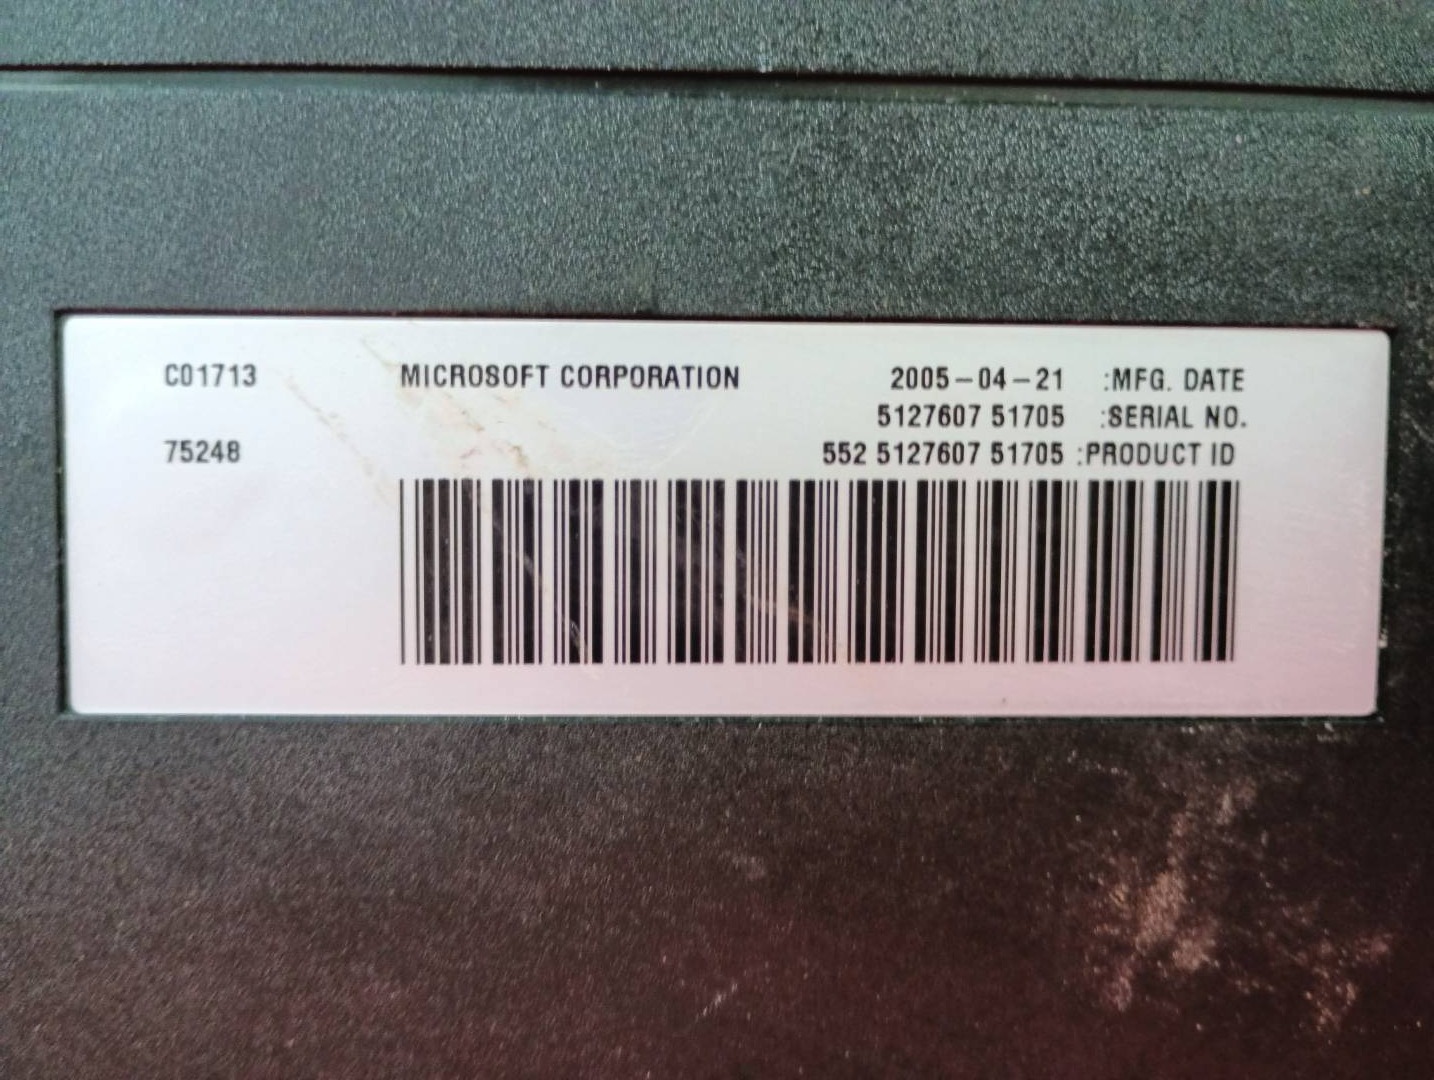 C01713 MICROSOFT CORPORATION 2005-04-21 :MFG. DATE
5127607 51705 :SERIAL NO.
75248 552 5127607 51705 :PRODUCT ID